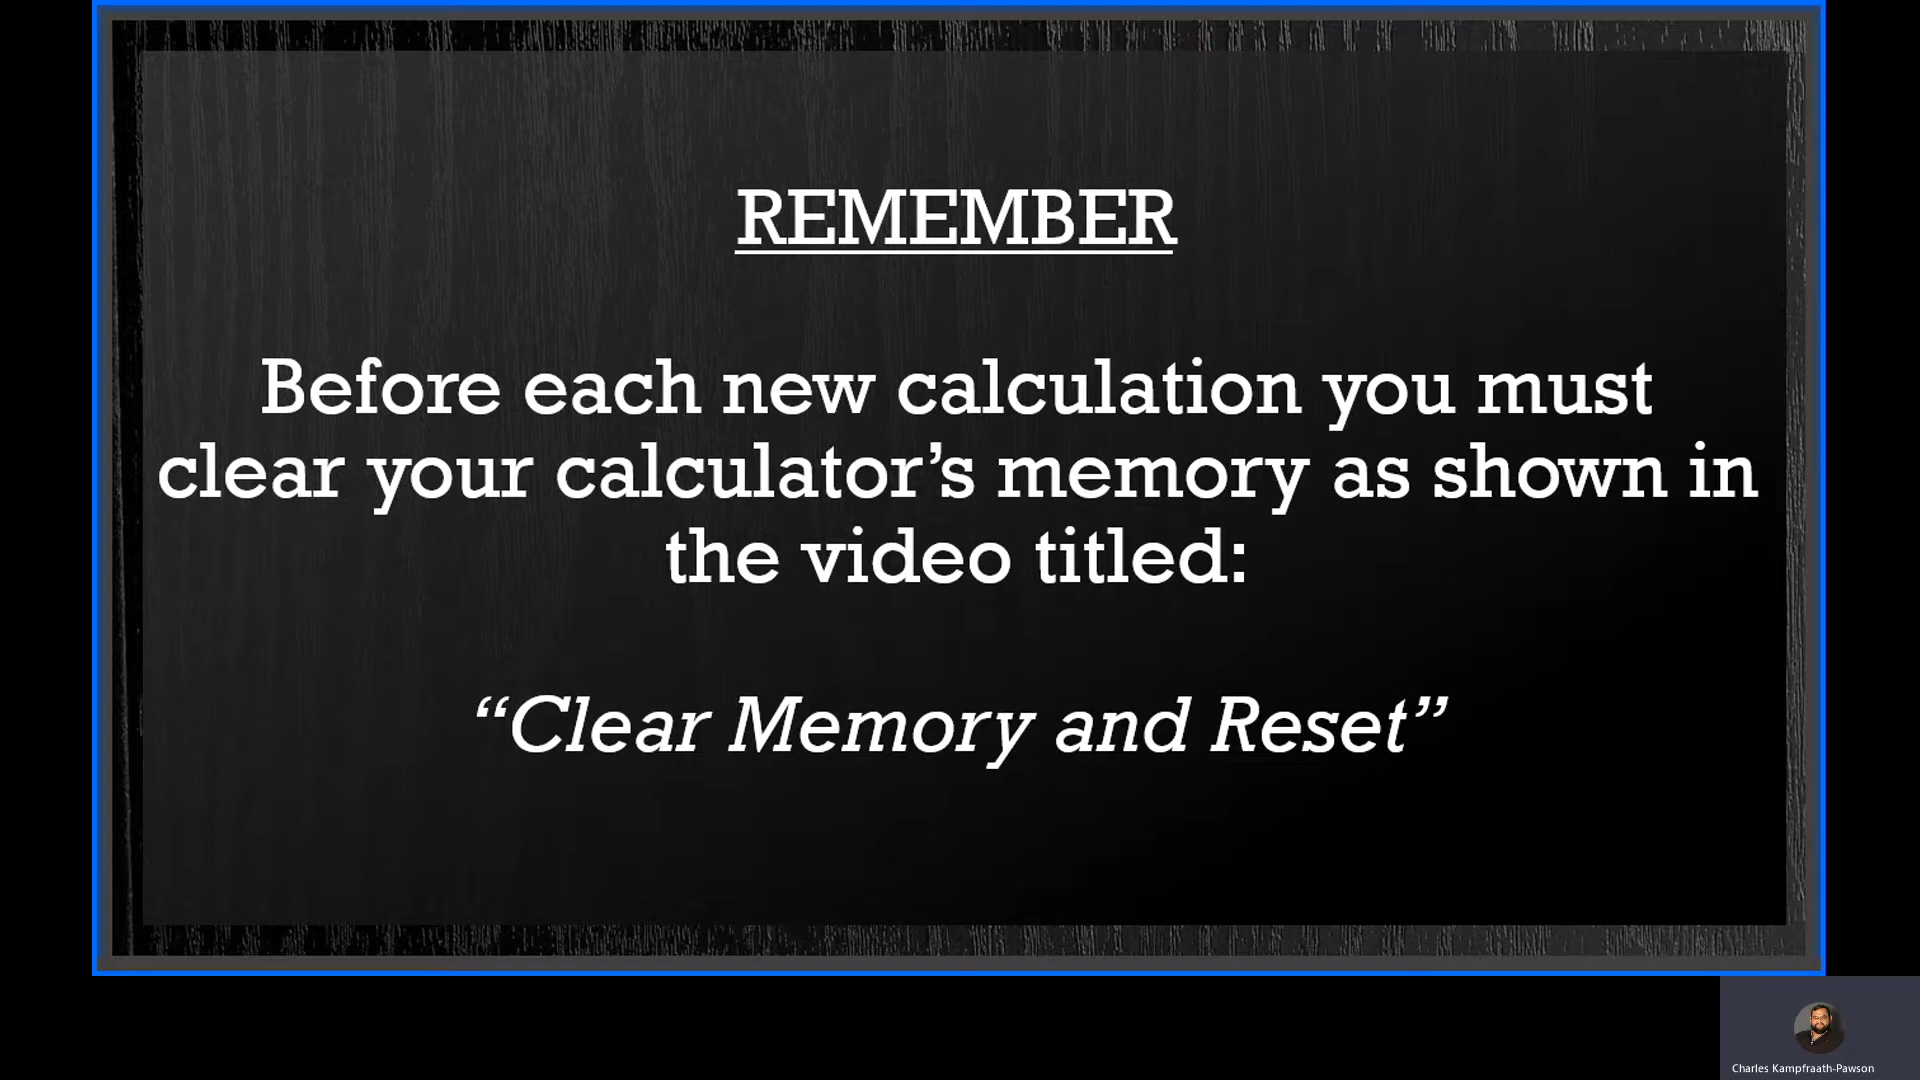 REMEMBER
Before each new calculation you must
clear your calculator’s memory as shown in
the video titled:
“Clear Memory and Reset”
Charles Kampfraath-Pawson